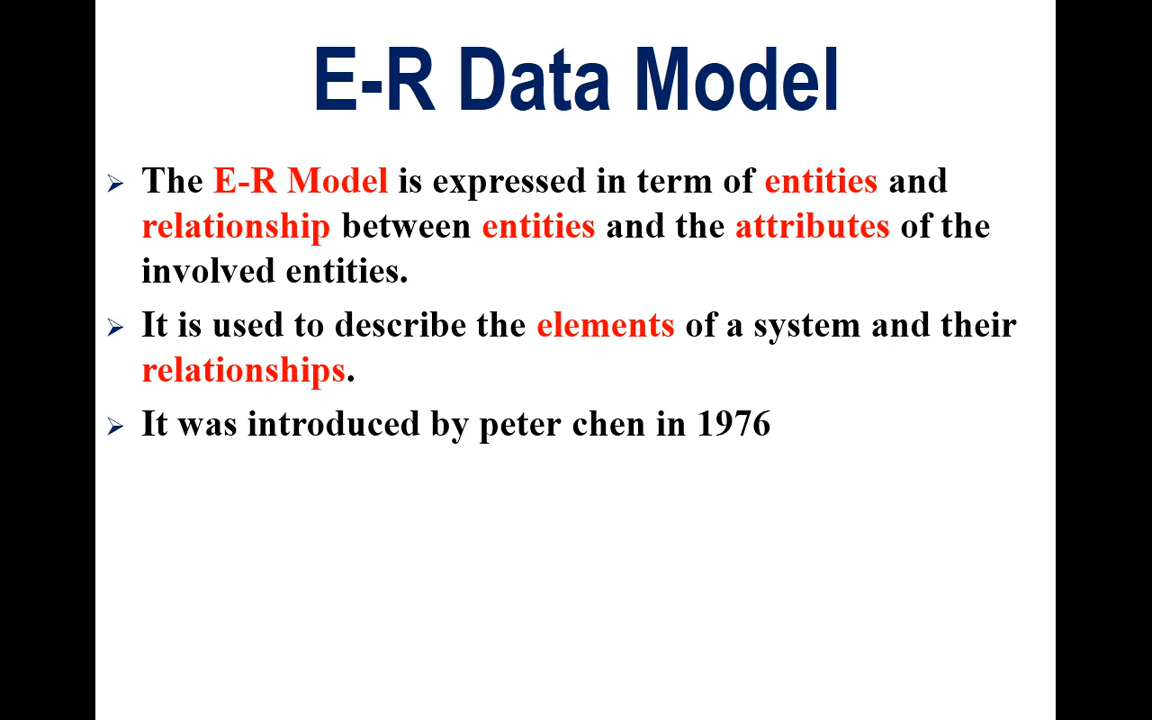 E-R Data Model
➢ The E-R Model is expressed in term of entities and
relationship between entities and the attributes of the
involved entities.
➢ It is used to describe the elements of a system and their
relationships.
➢ It was introduced by peter chen in 1976